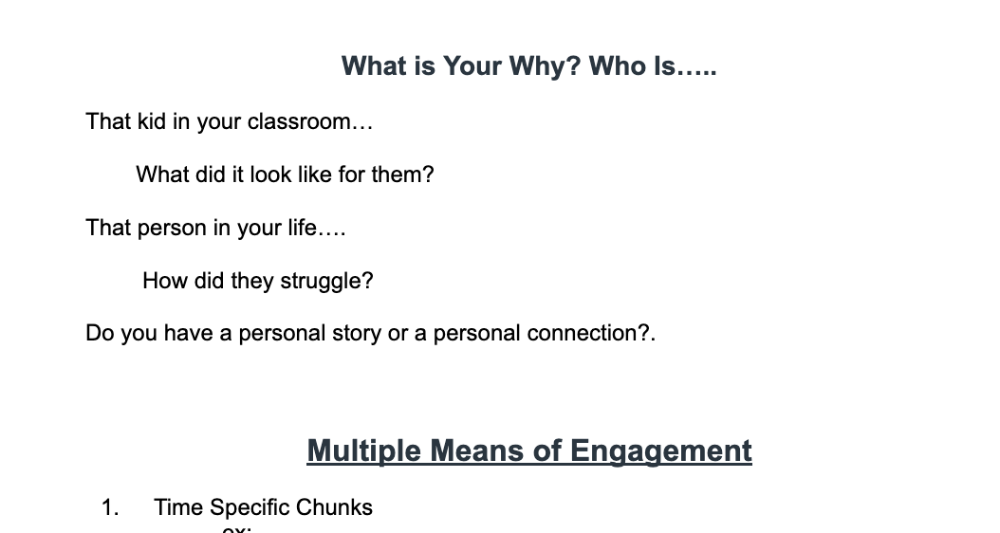 What is Your Why? Who Is…..
That kid in your classroom…
What did it look like for them?
That person in your life….
How did they struggle?
Do you have a personal story or a personal connection?.
Multiple Means of Engagement
1. Time Specific Chunks
ex: